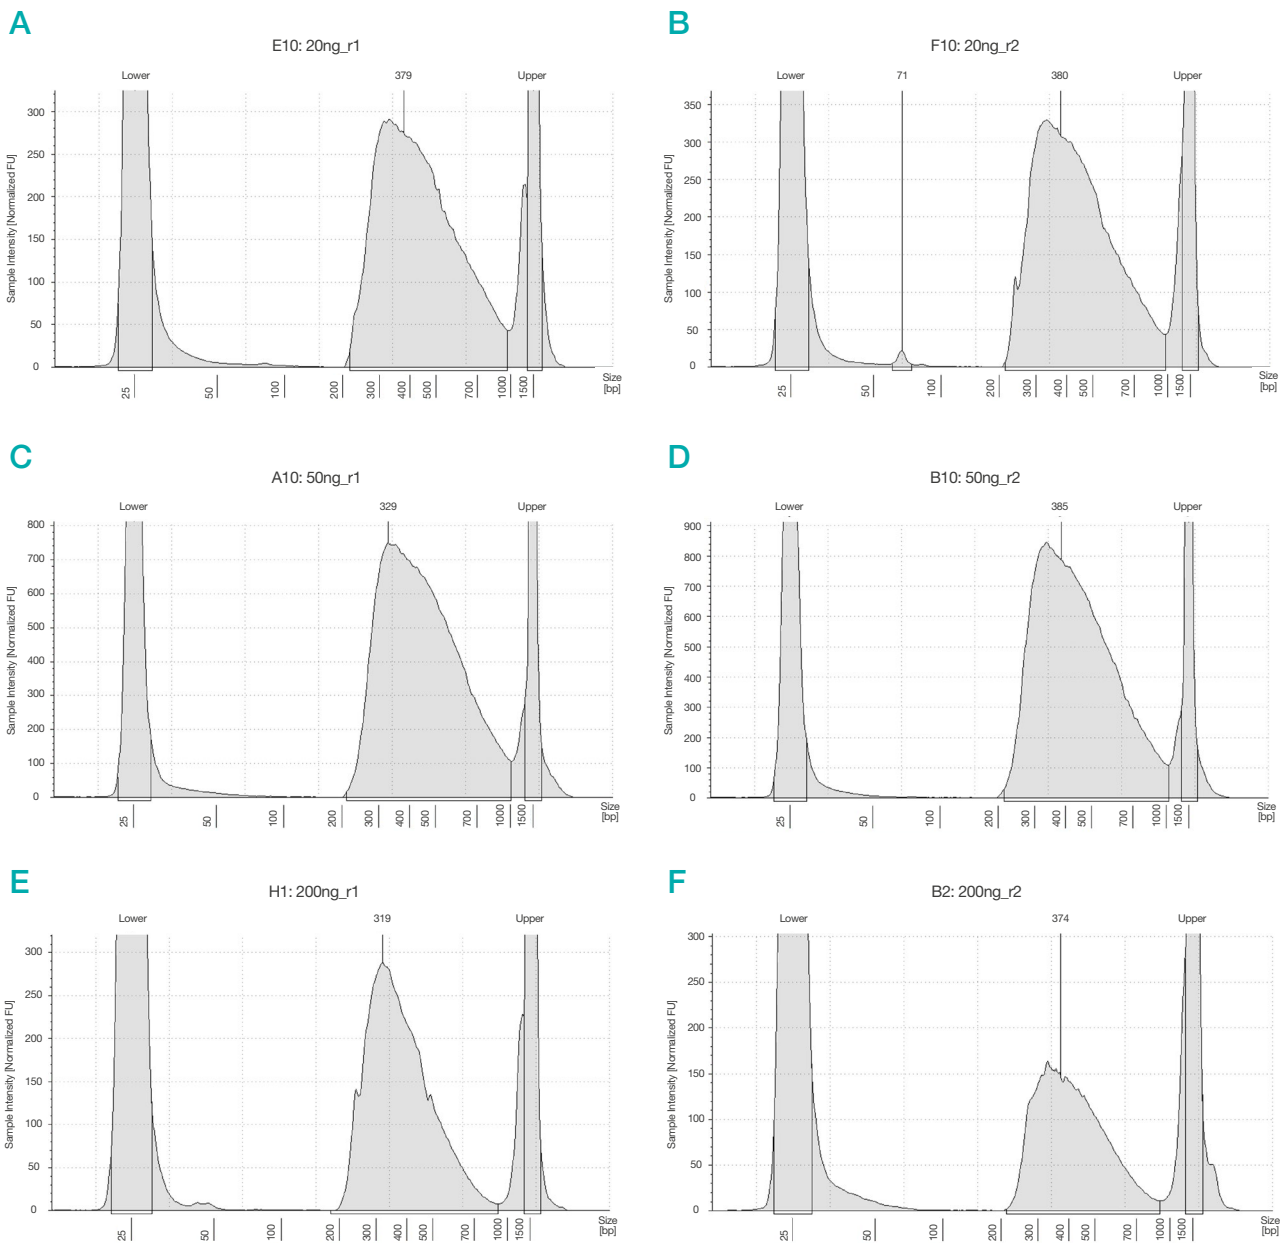 A
E10: 20ng_r1
Lower 379 Upper
Sample Intensity [Normalized FU]
300
250
200
150
100
50
0
25 50 100 200 300 400 500 700 1000 1500
Size
[bp]
B
F10: 20ng_r2
Lower 71 380 Upper
Sample Intensity [Normalized FU]
350
300
250
200
150
100
50
0
25 50 100 200 300 400 500 700 1000 1500
Size
[bp]
C
A10: 50ng_r1
Lower 329 Upper
Sample Intensity [Normalized FU]
800
700
600
500
400
300
200
100
0
25 50 100 200 300 400 500 700 1000 1500
Size
[bp]
D
B10: 50ng_r2
Lower 385 Upper
Sample Intensity [Normalized FU]
900
800
700
600
500
400
300
200
100
0
25 50 100 200 300 400 500 700 1000 1500
Size
[bp]
E
H1: 200ng_r1
Lower 319 Upper
Sample Intensity [Normalized FU]
300
250
200
150
100
50
0
25 50 100 200 300 400 500 700 1000 1500
Size
[bp]
F
B2: 200ng_r2
Lower 374 Upper
Sample Intensity [Normalized FU]
300
250
200
150
100
50
0
25 50 100 200 300 400 500 700 1000 1500
Size
[bp]